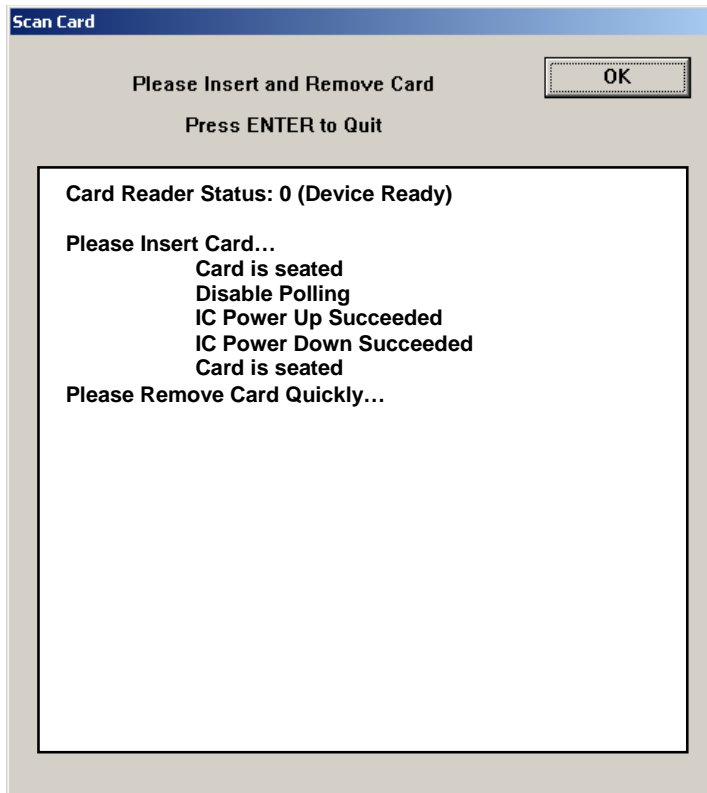 Scan Card
Please Insert and Remove Card
OK
Press ENTER to Quit
Card Reader Status: 0 (Device Ready)
Please Insert Card…
Card is seated
Disable Polling
IC Power Up Succeeded
IC Power Down Succeeded
Card is seated
Please Remove Card Quickly…